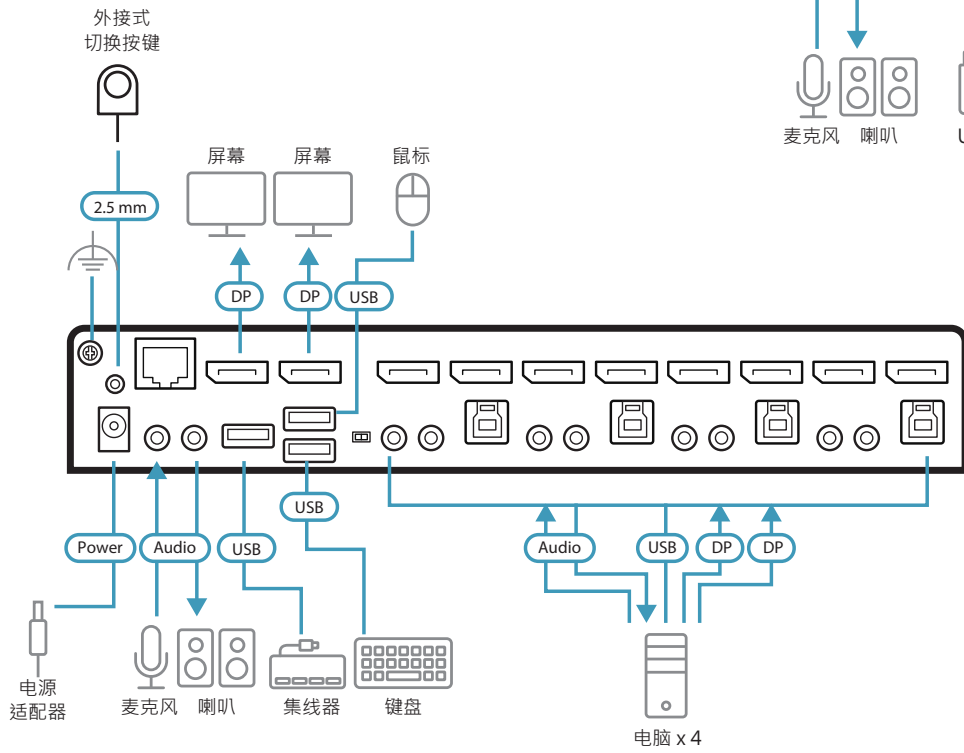 外接式
切换按键
麦克风 喇叭 U
屏幕 屏幕 鼠标
2.5 mm
DP DP USB
USB
Power Audio USB
Audio USB DP DP
电源
适配器
麦克风 喇叭 集线器 键盘
电脑 x 4